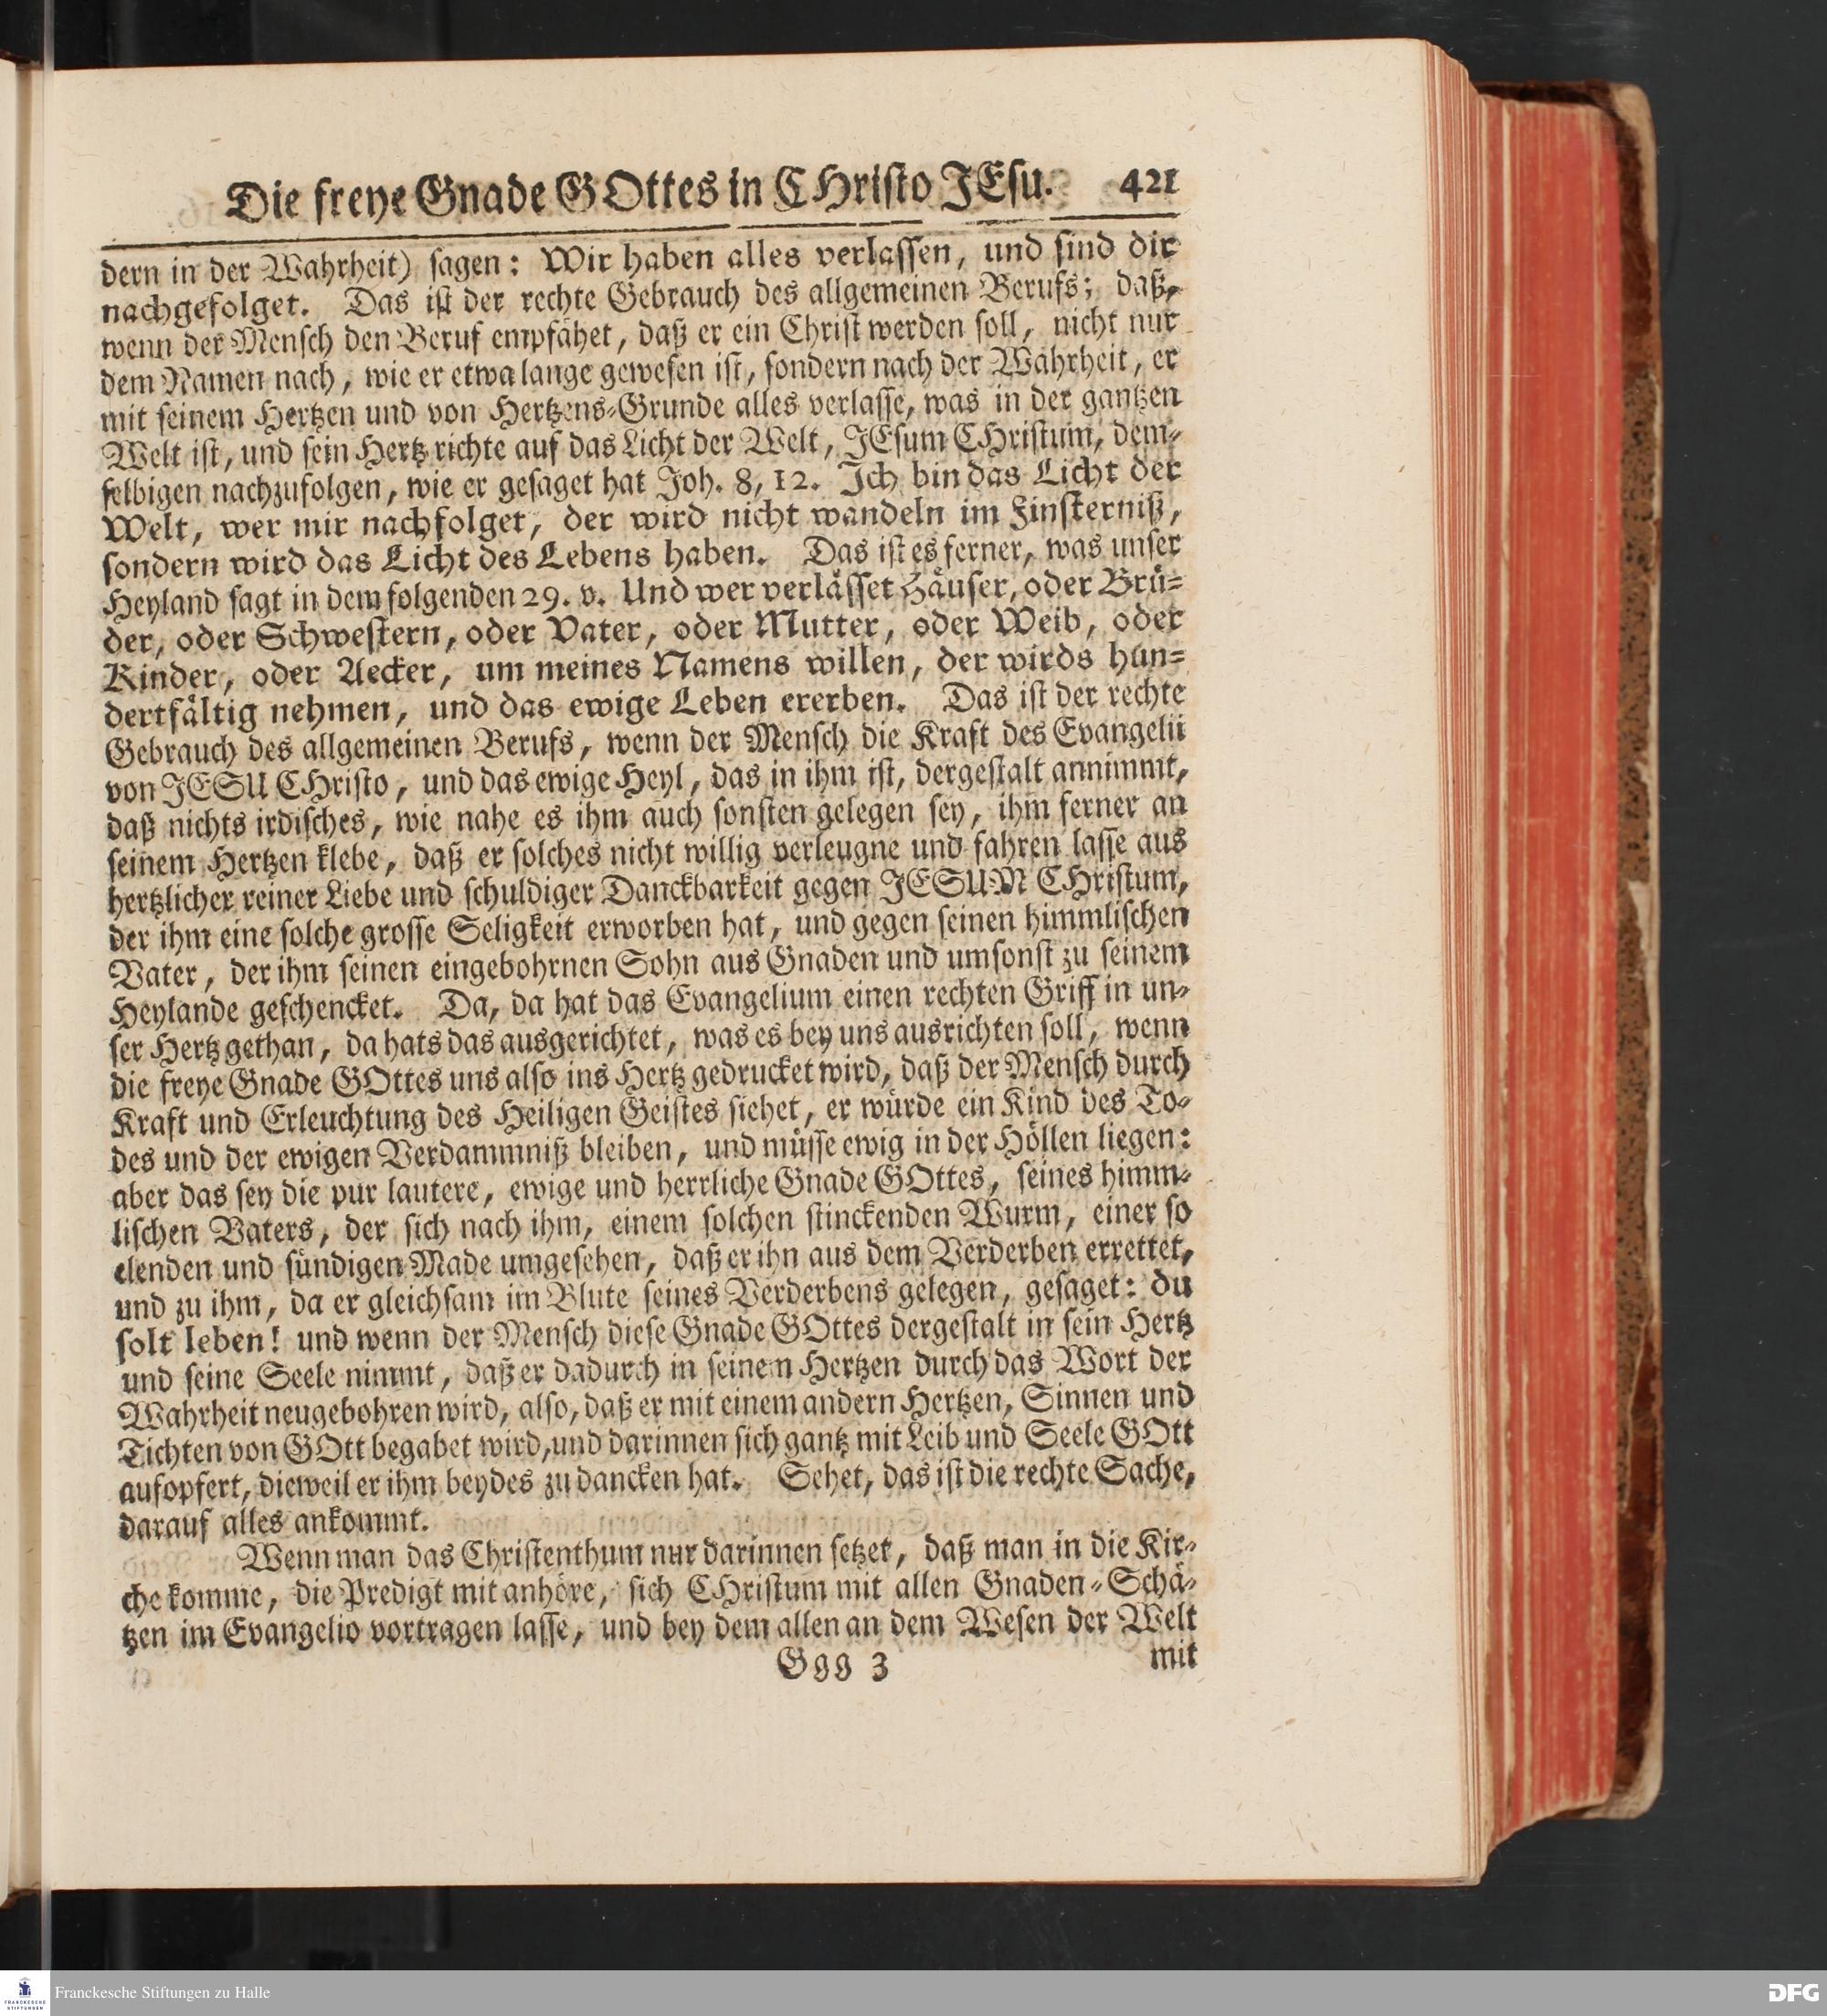 Die freye Gnade GOttes in CHristo JEsu. 421
dern in der Wahrheit) sagen: Wir haben alles verlassen, und sind dir
nachgefolget. Das ist der rechte Gebrauch des allgemeinen Berufs; daß,
wenn der Mensch den Beruf empfähet, daß er ein Christ werden soll, nicht nur
dem Namen nach, wie er etwa lange gewesen ist, sondern nach der Wahrheit, er
mit seinem Hertzen und von Hertzens-Grunde alles verlasse, was in der gantzen
Welt ist, und sein Hertz richte auf das Licht der Welt, JEsum CHristum, dem-
selbigen nachzufolgen, wie er gesaget hat Joh. 8, 12. Ich bin das Licht der
Welt, wer mir nachfolget, der wird nicht wandeln im Finsterniß,
sondern wird das Licht des Lebens haben. Das ist es ferner, was unser
Heyland sagt in dem folgenden 29. v. Und wer verlässet Häuser, oder Brü-
der, oder Schwestern, oder Vater, oder Mutter, oder Weib, oder
Kinder, oder Aecker, um meines Namens willen, der wirds hun-
dertfältig nehmen, und das ewige Leben ererben. Das ist der rechte
Gebrauch des allgemeinen Berufs, wenn der Mensch die Kraft des Evangelii
von JESU CHristo, und das ewige Heyl, das in ihm ist, dergestalt annimmt,
daß nichts irdisches, wie nahe es ihm auch sonsten gelegen sey, ihm ferner an
seinem Hertzen klebe, daß er solches nicht willig verleugne und fahren lasse aus
hertzlicher reiner Liebe und schuldiger Danckbarkeit gegen JESUM CHristum,
der ihm eine solche grosse Seligkeit erworben hat, und gegen seinen himmlischen
Vater, der ihm seinen eingebohrnen Sohn aus Gnaden und umsonst zu seinem
Heylande geschencket. Da, da hat das Evangelium einen rechten Griff in un-
ser Hertz gethan, da hats das ausgerichtet, was es bey uns ausrichten soll, wenn
die freye Gnade GOttes uns also ins Hertz gedrucket wird, daß der Mensch durch
Kraft und Erleuchtung des Heiligen Geistes siehet, er würde ein Kind des To-
des und der ewigen Verdammniß bleiben, und müsse ewig in der Höllen liegen:
aber das sey die pur lautere, ewige und herrliche Gnade GOttes, seines himm-
lischen Vaters, der sich nach ihm, einem solchen stinckenden Wurm, einer so
elenden und sündigen Made umgesehen, daß er ihn aus dem Verderben errettet,
und zu ihm, da er gleichsam im Blute seines Verderbens gelegen, gesaget: du
solt leben! und wenn der Mensch diese Gnade GOttes dergestalt in sein Hertz
und seine Seele nimmt, daß er dadurch in seinem Hertzen durch das Wort der
Wahrheit neugebohren wird, also, daß er mit einem andern Hertzen, Sinnen und
Tichten von GOtt begabet wird, und darinnen sich gantz mit Leib und Seele GOtt
aufopfert, dieweil er ihm beydes zu dancken hat. Sehet, das ist die rechte Sache,
darauf alles ankommt.
Wenn man das Christenthum nur darinnen setzet, daß man in die Kir-
che komme, die Predigt mit anhöre, sich CHristum mit allen Gnaden-Schä-
tzen im Evangelio vortragen lasse, und bey dem allen an dem Wesen der Welt
Ggg 3 mit
FRANCKESCHE STIFTUNGEN
Franckesche Stiftungen zu Halle
DFG